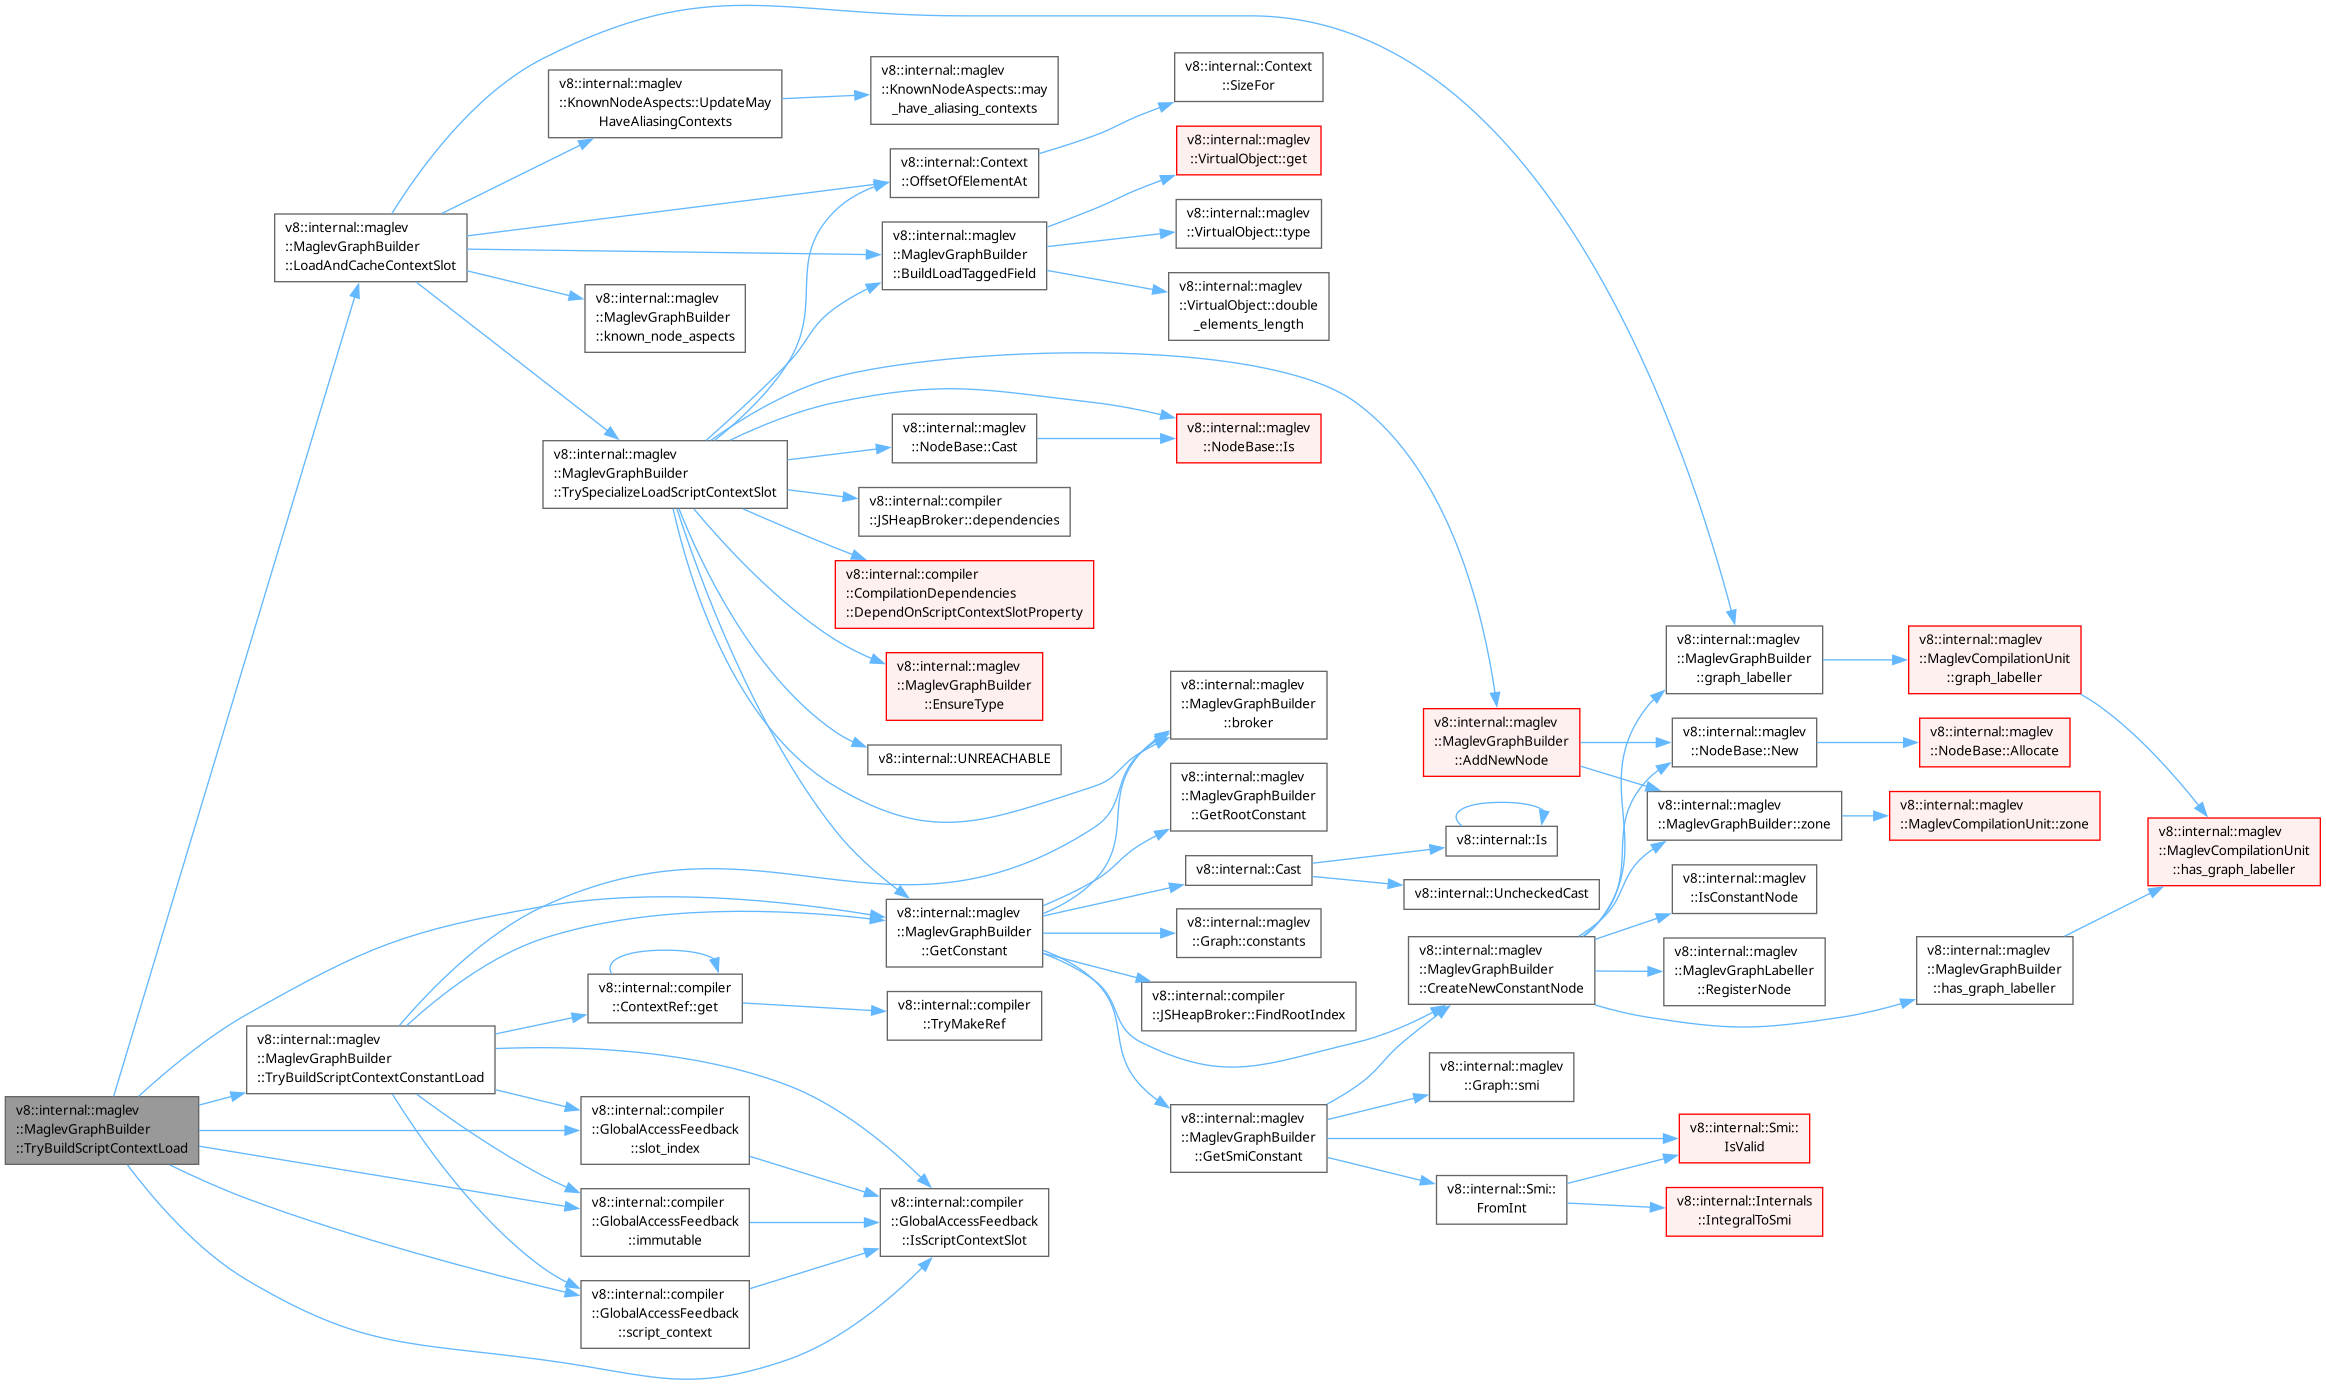 v8::internal::maglev
::MaglevGraphBuilder
::TryBuildScriptContextLoad
v8::internal::maglev
::MaglevGraphBuilder
::LoadAndCacheContextSlot
v8::internal::maglev
::MaglevGraphBuilder
::TryBuildScriptContextConstantLoad
v8::internal::maglev
::KnownNodeAspects::UpdateMay
HaveAliasingContexts
v8::internal::maglev
::MaglevGraphBuilder
::known_node_aspects
v8::internal::maglev
::MaglevGraphBuilder
::TrySpecializeLoadScriptContextSlot
v8::internal::compiler
::ContextRef::get
v8::internal::compiler
::GlobalAccessFeedback
::slot_index
v8::internal::compiler
::GlobalAccessFeedback
::immutable
v8::internal::compiler
::GlobalAccessFeedback
::script_context
v8::internal::maglev
::KnownNodeAspects::may
_have_aliasing_contexts
v8::internal::Context
::OffsetOfElementAt
v8::internal::maglev
::MaglevGraphBuilder
::BuildLoadTaggedField
v8::internal::maglev
::NodeBase::Cast
v8::internal::compiler
::JSHeapBroker::dependencies
v8::internal::compiler
::CompilationDependencies
::DependOnScriptContextSlotProperty
v8::internal::maglev
::MaglevGraphBuilder
::EnsureType
v8::internal::UNREACHABLE
v8::internal::maglev
::MaglevGraphBuilder
::GetConstant
v8::internal::compiler
::TryMakeRef
v8::internal::compiler
::GlobalAccessFeedback
::IsScriptContextSlot
v8::internal::Context
::SizeFor
v8::internal::maglev
::VirtualObject::get
v8::internal::maglev
::VirtualObject::type
v8::internal::maglev
::VirtualObject::double
_elements_length
v8::internal::maglev
::NodeBase::Is
v8::internal::maglev
::MaglevGraphBuilder
::broker
v8::internal::maglev
::MaglevGraphBuilder
::GetRootConstant
v8::internal::Cast
v8::internal::maglev
::Graph::constants
v8::internal::compiler
::JSHeapBroker::FindRootIndex
v8::internal::maglev
::MaglevGraphBuilder
::GetSmiConstant
v8::internal::maglev
::MaglevGraphBuilder
::AddNewNode
v8::internal::Is
v8::internal::UncheckedCast
v8::internal::maglev
::MaglevGraphBuilder
::CreateNewConstantNode
v8::internal::maglev
::Graph::smi
v8::internal::Smi::
FromInt
v8::internal::maglev
::MaglevGraphBuilder
::graph_labeller
v8::internal::maglev
::NodeBase::New
v8::internal::maglev
::MaglevGraphBuilder::zone
v8::internal::maglev
::IsConstantNode
v8::internal::maglev
::MaglevGraphLabeller
::RegisterNode
v8::internal::Smi::
IsValid
v8::internal::Internals
::IntegralToSmi
v8::internal::maglev
::MaglevCompilationUnit
::graph_labeller
v8::internal::maglev
::NodeBase::Allocate
v8::internal::maglev
::MaglevCompilationUnit::zone
v8::internal::maglev
::MaglevGraphBuilder
::has_graph_labeller
v8::internal::maglev
::MaglevCompilationUnit
::has_graph_labeller